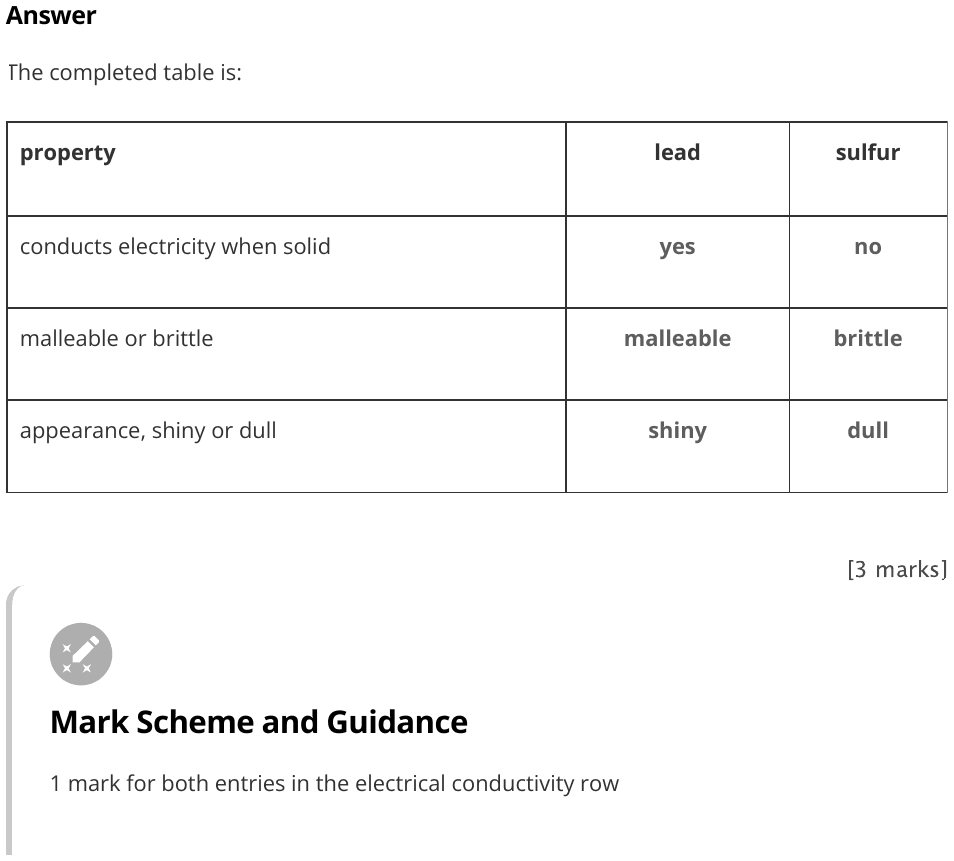 Answer
The completed table is:
property lead sulfur
conducts electricity when solid yes no
malleable or brittle malleable brittle
appearance, shiny or dull shiny dull
[3 marks]
Mark Scheme and Guidance
1 mark for both entries in the electrical conductivity row